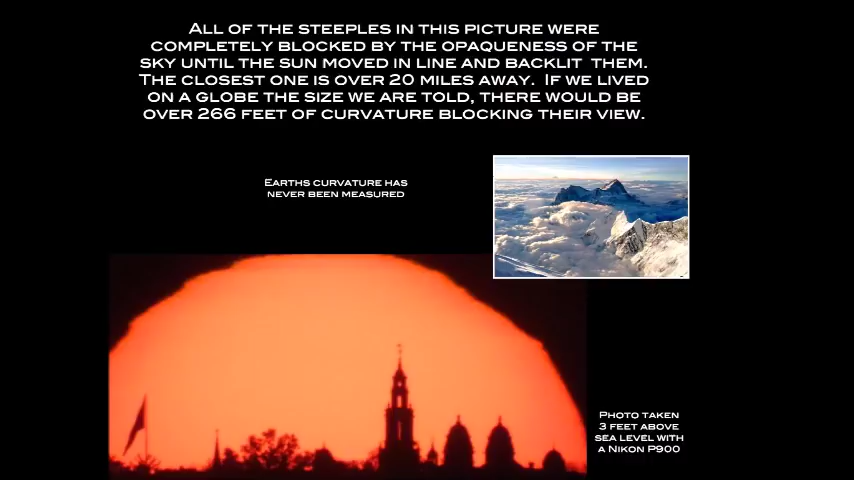 ALL OF THE STEEPLES IN THIS PICTURE WERE
COMPLETELY BLOCKED BY THE OPAQUENESS OF THE
SKY UNTIL THE SUN MOVED IN LINE AND BACKLIT THEM.
THE CLOSEST ONE IS OVER 20 MILES AWAY. IF WE LIVED
ON A GLOBE THE SIZE WE ARE TOLD, THERE WOULD BE
OVER 266 FEET OF CURVATURE BLOCKING THEIR VIEW.
EARTHS CURVATURE HAS
NEVER BEEN MEASURED
PHOTO TAKEN
3 FEET ABOVE
SEA LEVEL WITH
A NIKON P900